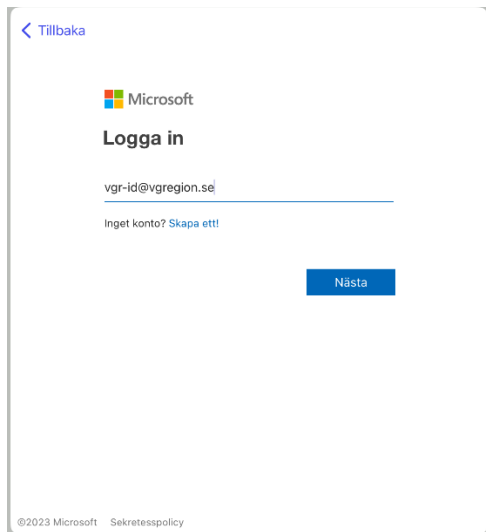 Tillbaka
Microsoft
Logga in
vgr-id@vgregion.se
Inget konto? Skapa ett!
Nästa
©2023 Microsoft Sekretesspolicy